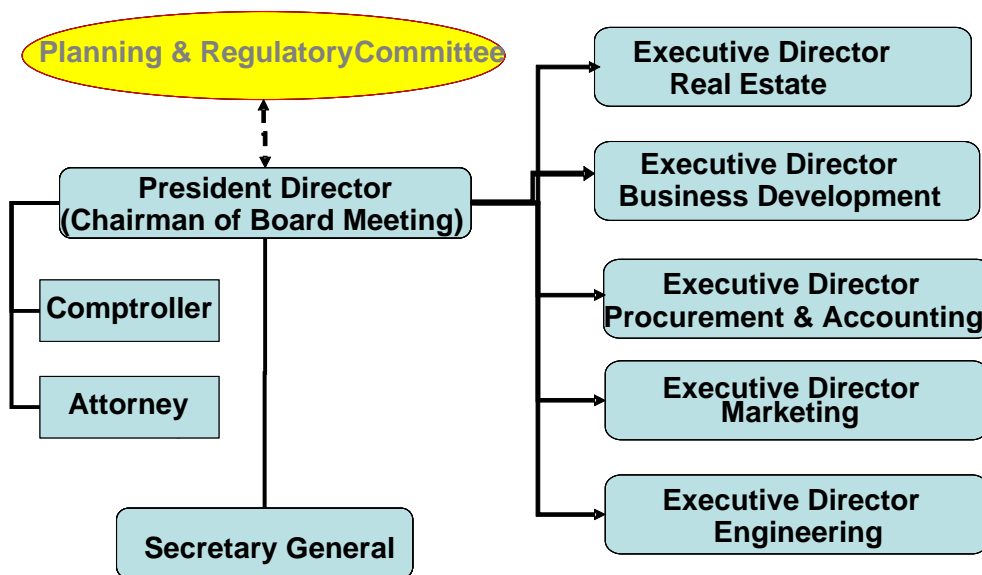 Planning & RegulatoryCommittee
President Director
(Chairman of Board Meeting)
Comptroller
Attorney
Secretary General
Executive Director
Real Estate
Executive Director
Business Development
Executive Director
Procurement & Accounting
Executive Director
Marketing
Executive Director
Engineering